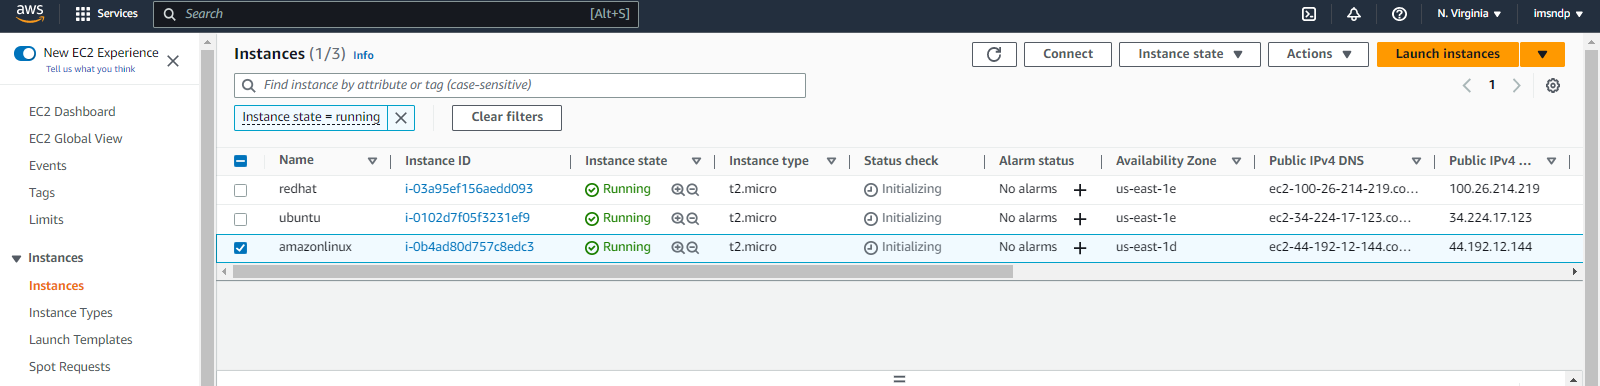 aws
Services
Search
[Alt+S]
N. Virginia
imsndp
New EC2 Experience
Tell us what you think
EC2 Dashboard
EC2 Global View
Events
Tags
Limits
Instances
Instances
Instance Types
Launch Templates
Spot Requests
Instances (1/3) Info
Connect
Instance state
Actions
Launch instances
Find instance by attribute or tag (case-sensitive)
1
Instance state = running
Clear filters
Name Instance ID Instance state Instance type Status check Alarm status Availability Zone Public IPv4 DNS Public IPv4 ...
redhat i-03a95ef156aedd093 Running t2.micro Initializing No alarms + us-east-1e ec2-100-26-214-219.co... 100.26.214.219
ubuntu i-0102d7f05f3231ef9 Running t2.micro Initializing No alarms + us-east-1e ec2-34-224-17-123.co... 34.224.17.123
amazonlinux i-0b4ad80d757c8edc3 Running t2.micro Initializing No alarms + us-east-1d ec2-44-192-12-144.co... 44.192.12.144